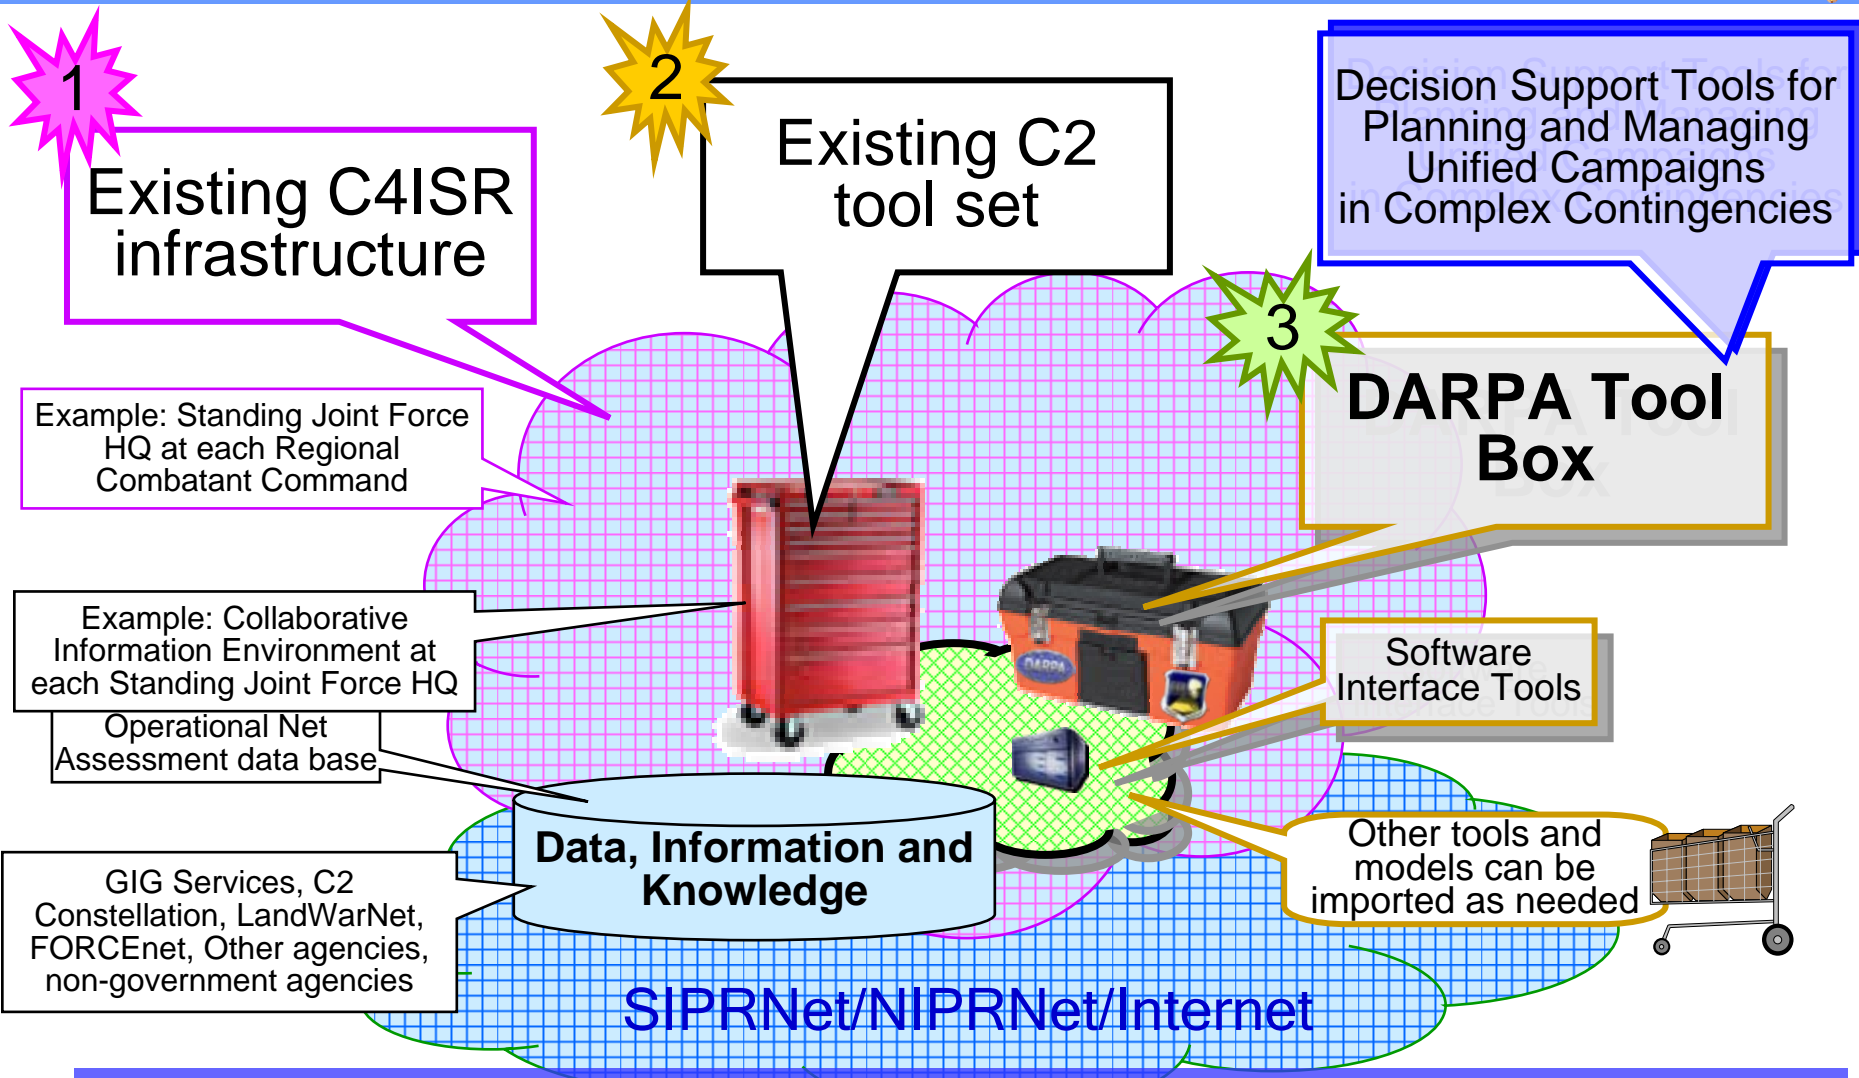 1
Existing C4ISR
infrastructure
2
Existing C2
tool set
Decision Support Tools for
Planning and Managing
Unified Campaigns
in Complex Contingencies
3
DARPA Tool
Box
Example: Standing Joint Force
HQ at each Regional
Combatant Command
Example: Collaborative
Information Environment at
each Standing Joint Force HQ
Operational Net
Assessment data base
DARPA
Software
Interface Tools
Data, Information and
Knowledge
Other tools and
models can be
imported as needed
GIG Services, C2
Constellation, LandWarNet,
FORCEnet, Other agencies,
non-government agencies
SIPRNet/NIPRNet/Internet